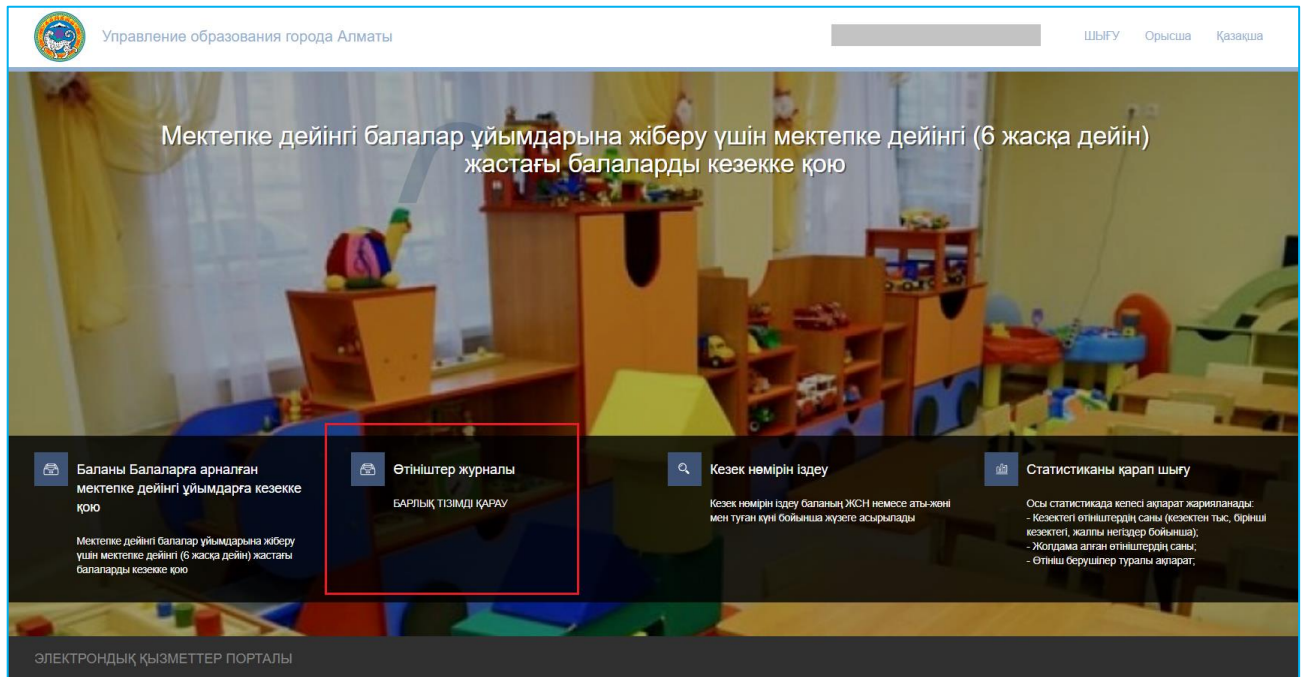 Управление образования города Алматы
ШЫҒУ Орысша Қазақша
Мектепке дейінгі балалар ұйымдарына жіберу үшін мектепке дейінгі (6 жасқа дейін)
жастағы балаларды кезекке қою
Баланы Балаларға арналған
мектепке дейінгі ұйымдарға кезекке
қою
Мектепке дейінгі балалар ұйымдарына жіберу
үшін мектепке дейінгі (6 жасқа дейін) жастағы
балаларды кезекке қою
Өтініштер журналы
БАРЛЫҚ ТІЗІМДІ ҚАРАУ
Кезек нөмірін іздеу
Кезек нөмірін іздеу баланың ЖСН немесе аты-жөні
мен туған күні бойынша жүзеге асырылады
Статистиканы қарап шығу
Осы статистикада келесі ақпарат жарияланады:
- Кезектегі өтініштердің саны (кезектен тыс, бірінші
кезектегі, жалпы негіздер бойынша);
- Жолдама алған өтініштердің саны;
- Өтініш берушілер туралы ақпарат;
ЭЛЕКТРОНДЫҚ ҚЫЗМЕТТЕР ПОРТАЛЫ